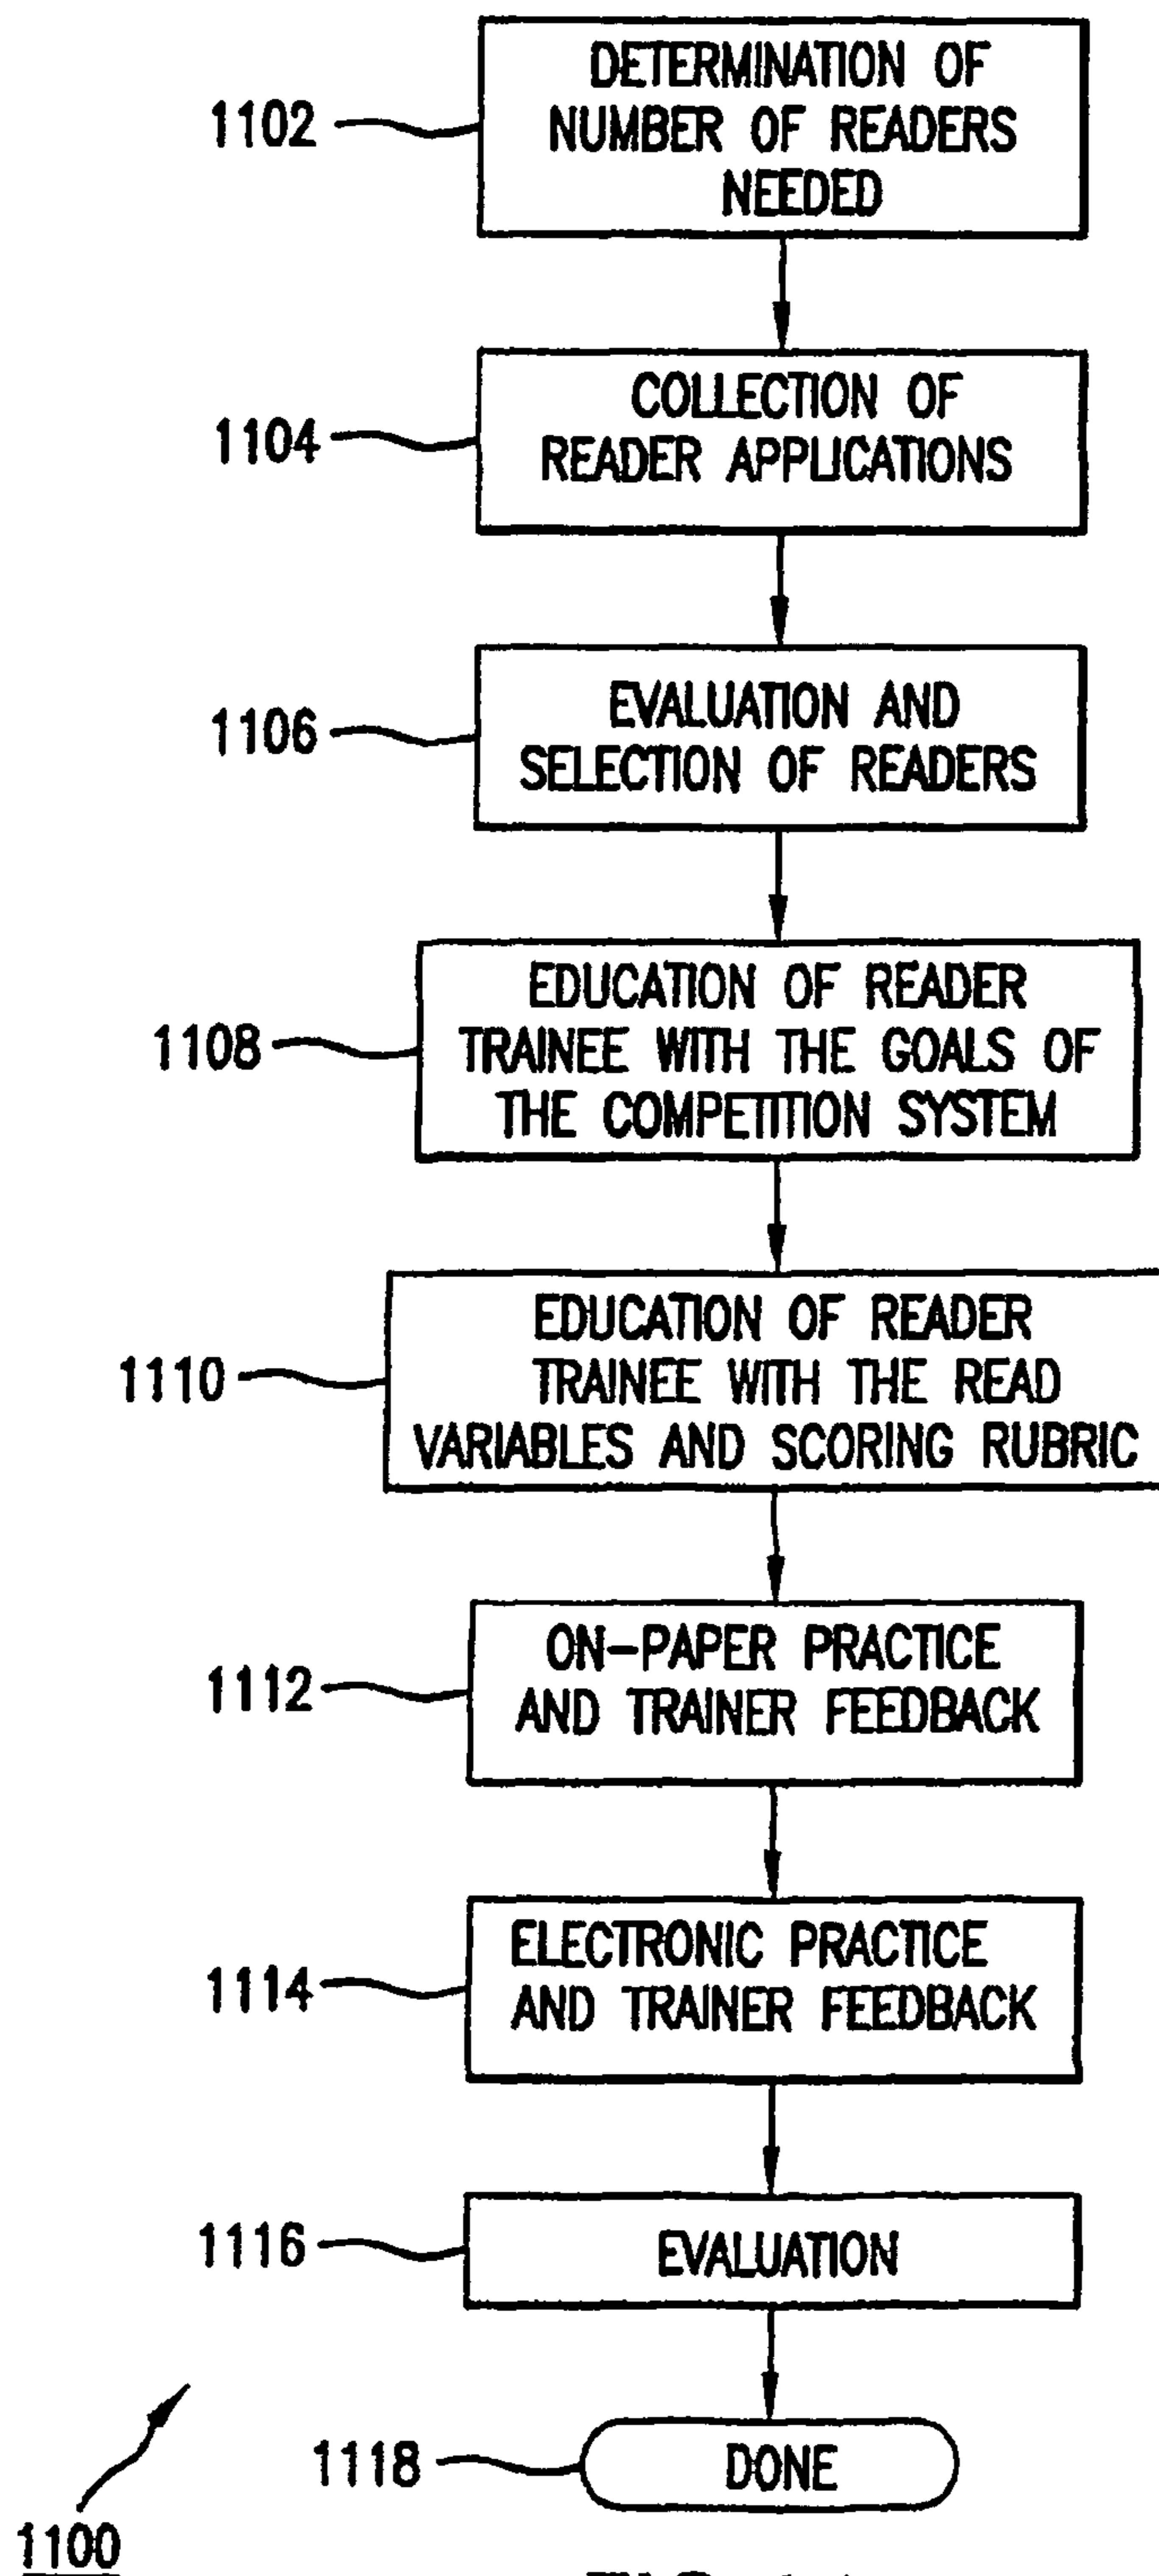 DETERMINATION OF
1102
NUMBER OF READERS
NEEDED
COLLECTION OF
1104
READER APPLICATIONS
EVALUATION AND
1106
SELECTION OF READERS
EDUCATION OF READER
1108
TRAINEE WITH THE GOALS OF
THE COMPETITION SYSTEM
EDUCATION OF READER
1110
TRAINEE WITH THE READ
VARIABLES AND SCORING RUBRIC
ON-PAPER PRACTICE
1112
AND TRAINER FEEDBACK
ELECTRONIC PRACTICE
1114
AND TRAINER FEEDBACK
1116
EVALUATION
1118
DONE
1100